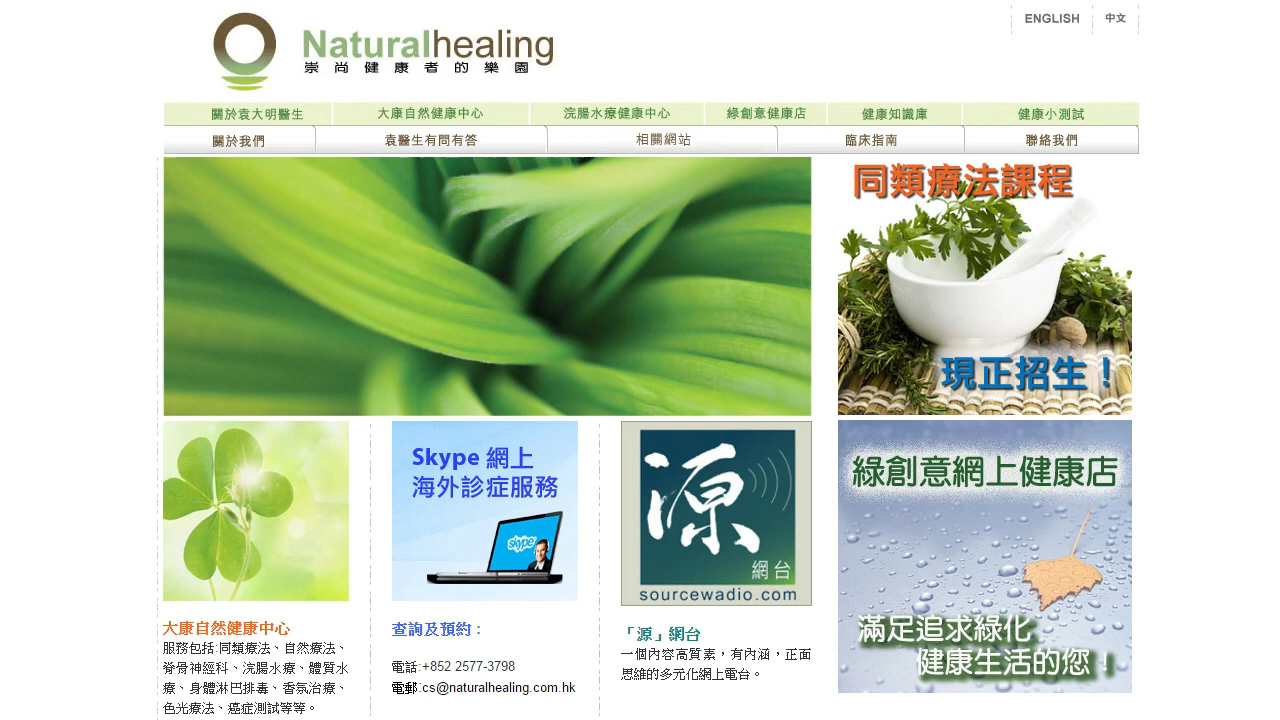 ENGLISH
中文
Naturalhealing
崇尚健康者的樂園
關於袁大明醫生
大康自然健康中心
浣腸水療健康中心
綠創意健康店
健康知識庫
健康小測試
關於我們
袁醫生有問有答
相關網站
臨床指南
聯絡我們
同類療法課程
現正招生！
Skype 網上
海外診症服務
skype
源
網台
sourcewadio.com
綠創意網上健康店
滿足追求綠化
健康生活的您！
大康自然健康中心
服務包括:同類療法、自然療法、
脊骨神經科、浣腸水療、體質水
療、身體淋巴排毒、香氛治療、
色光療法、癌症測試等等。
查詢及預約：
電話:+852 2577-3798
電郵:cs@naturalhealing.com.hk
「源」網台
一個內容高質素，有內涵，正面
思維的多元化網上電台。